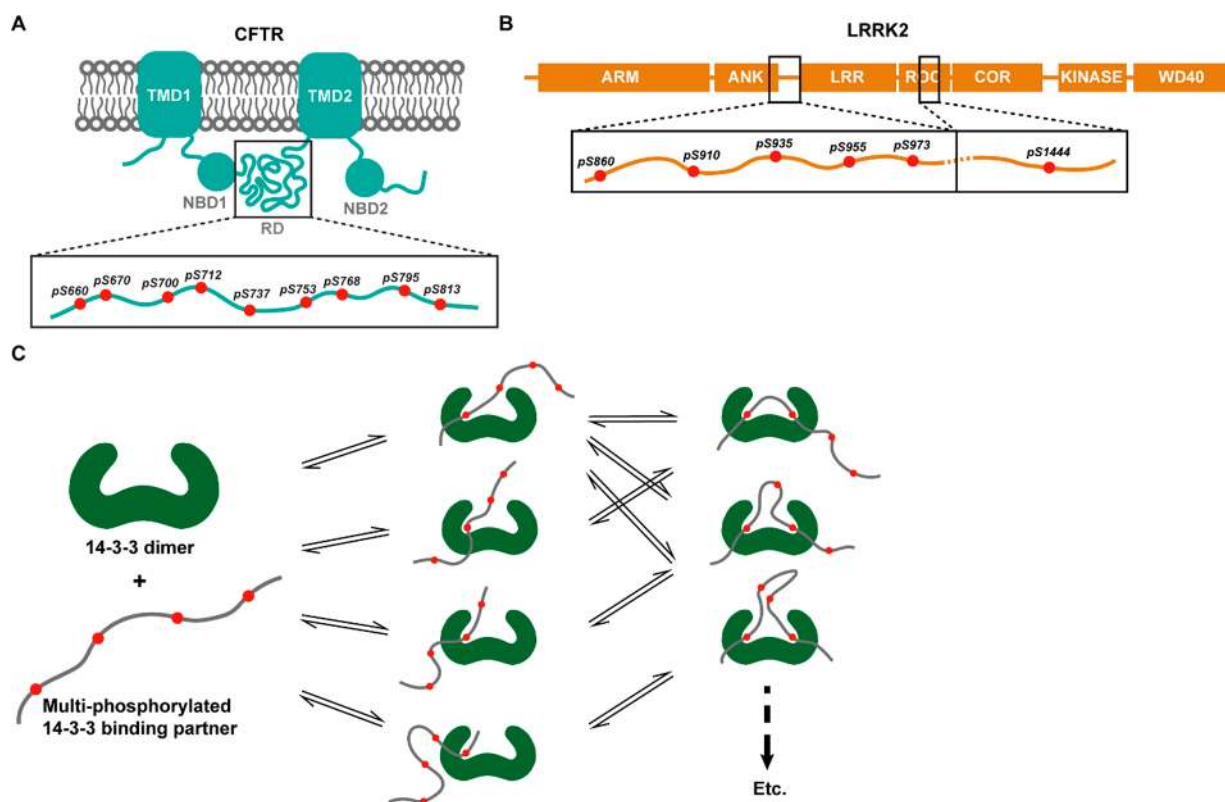 A
CFTR
TMD1
TMD2
NBD1
NBD2
RD
pS660
pS670
pS700
pS712
pS737
pS753
pS768
pS795
pS813
B
LRRK2
ARM
ANK
LRR
ROC
COR
KINASE
WD40
pS860
pS910
pS935
pS955
pS973
pS1444
C
14-3-3 dimer
+
Multi-phosphorylated
14-3-3 binding partner
Etc.